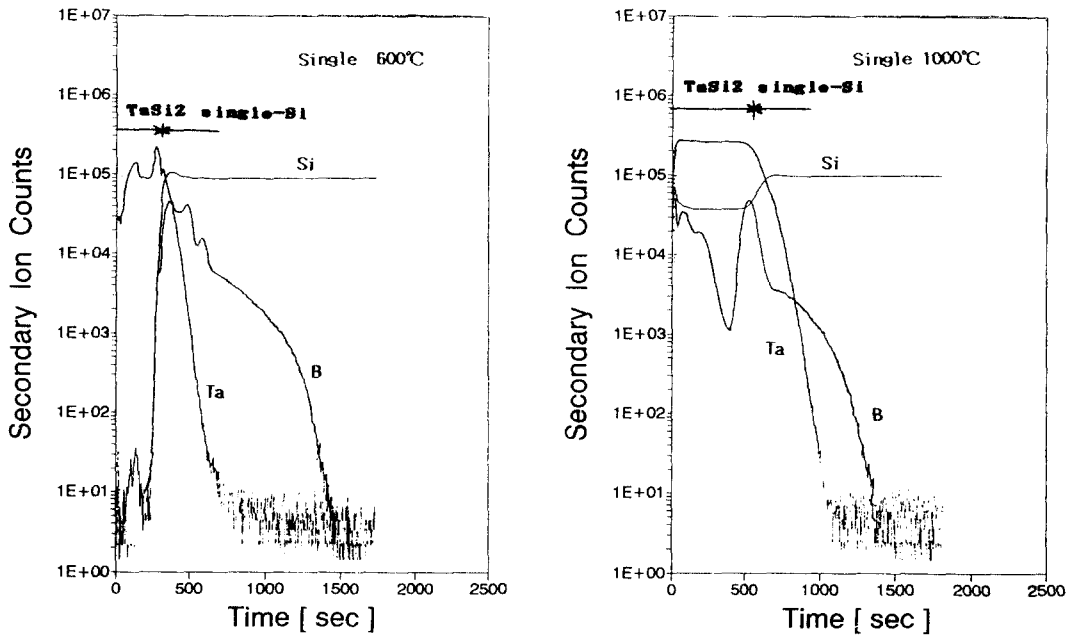 Secondary Ion Counts
1E+07
1E+06
1E+05
1E+04
1E+03
1E+02
1E+01
1E+00
Single 600°C
TaSi2 single-Si
Si
Ta
B
0 500 1000 1500 2000 2500
Time [ sec ]
Secondary Ion Counts
1E+07
1E+06
1E+05
1E+04
1E+03
1E+02
1E+01
1E+00
Single 1000°C
TaSi2 single-Si
Si
Ta
B
0 500 1000 1500 2000 2500
Time [ sec ]